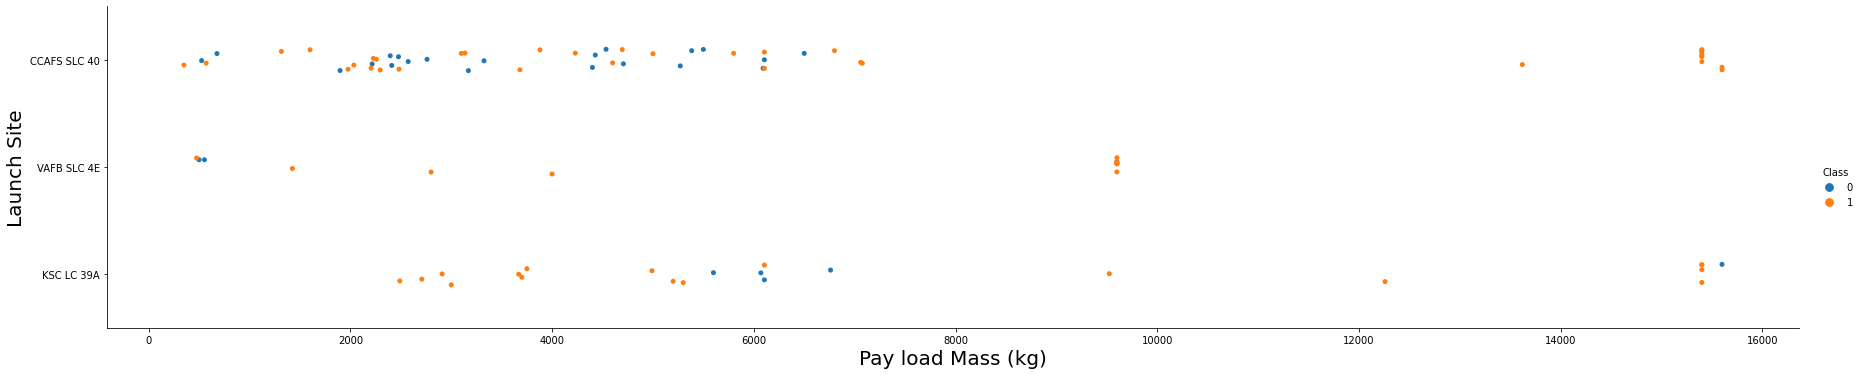 Launch Site
CCAFS SLC 40
VAFB SLC 4E
KSC LC 39A
0 2000 4000 6000 8000 10000 12000 14000 16000
Pay load Mass (kg)
Class
0
1